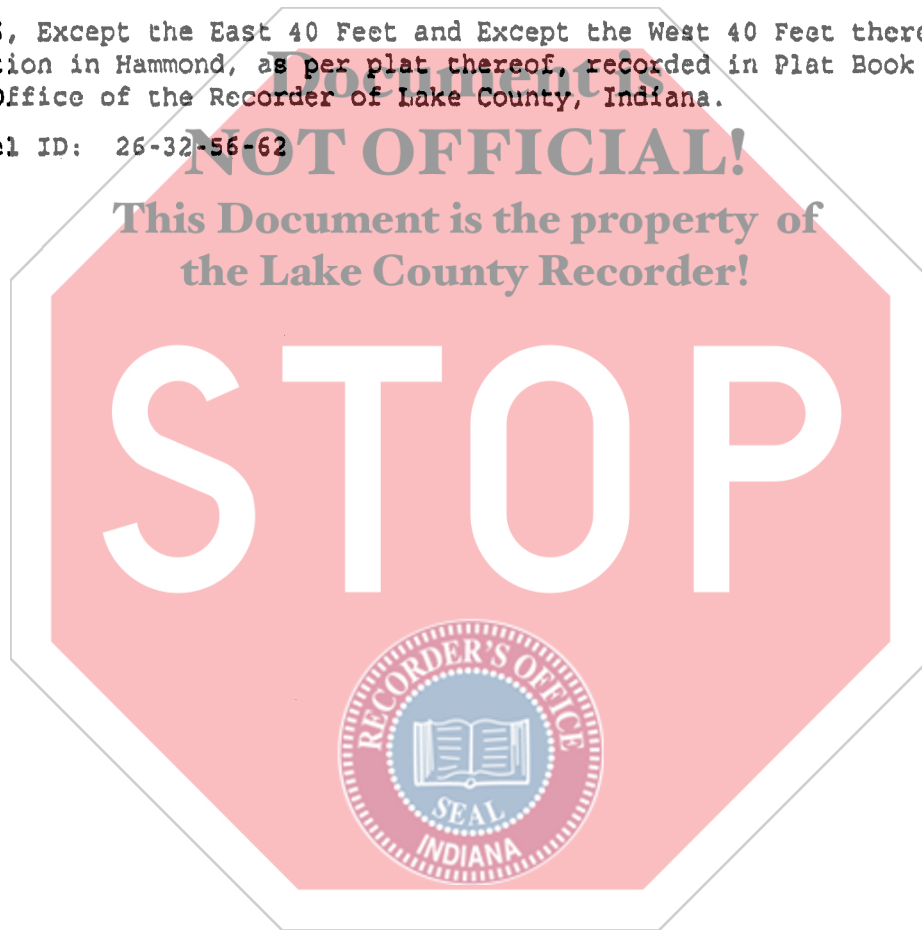 , Except the East 40 Feet and Except the West 40 Feet there
tion in Hammond, as per plat thereof, recorded in Plat Book
Office of the Recorder of Lake County, Indiana.
el ID: 26-32-56-62
Document is
NOT OFFICIAL!
This Document is the property of
the Lake County Recorder!
STOP
RECORDER'S OFFICE
SEAL
INDIANA